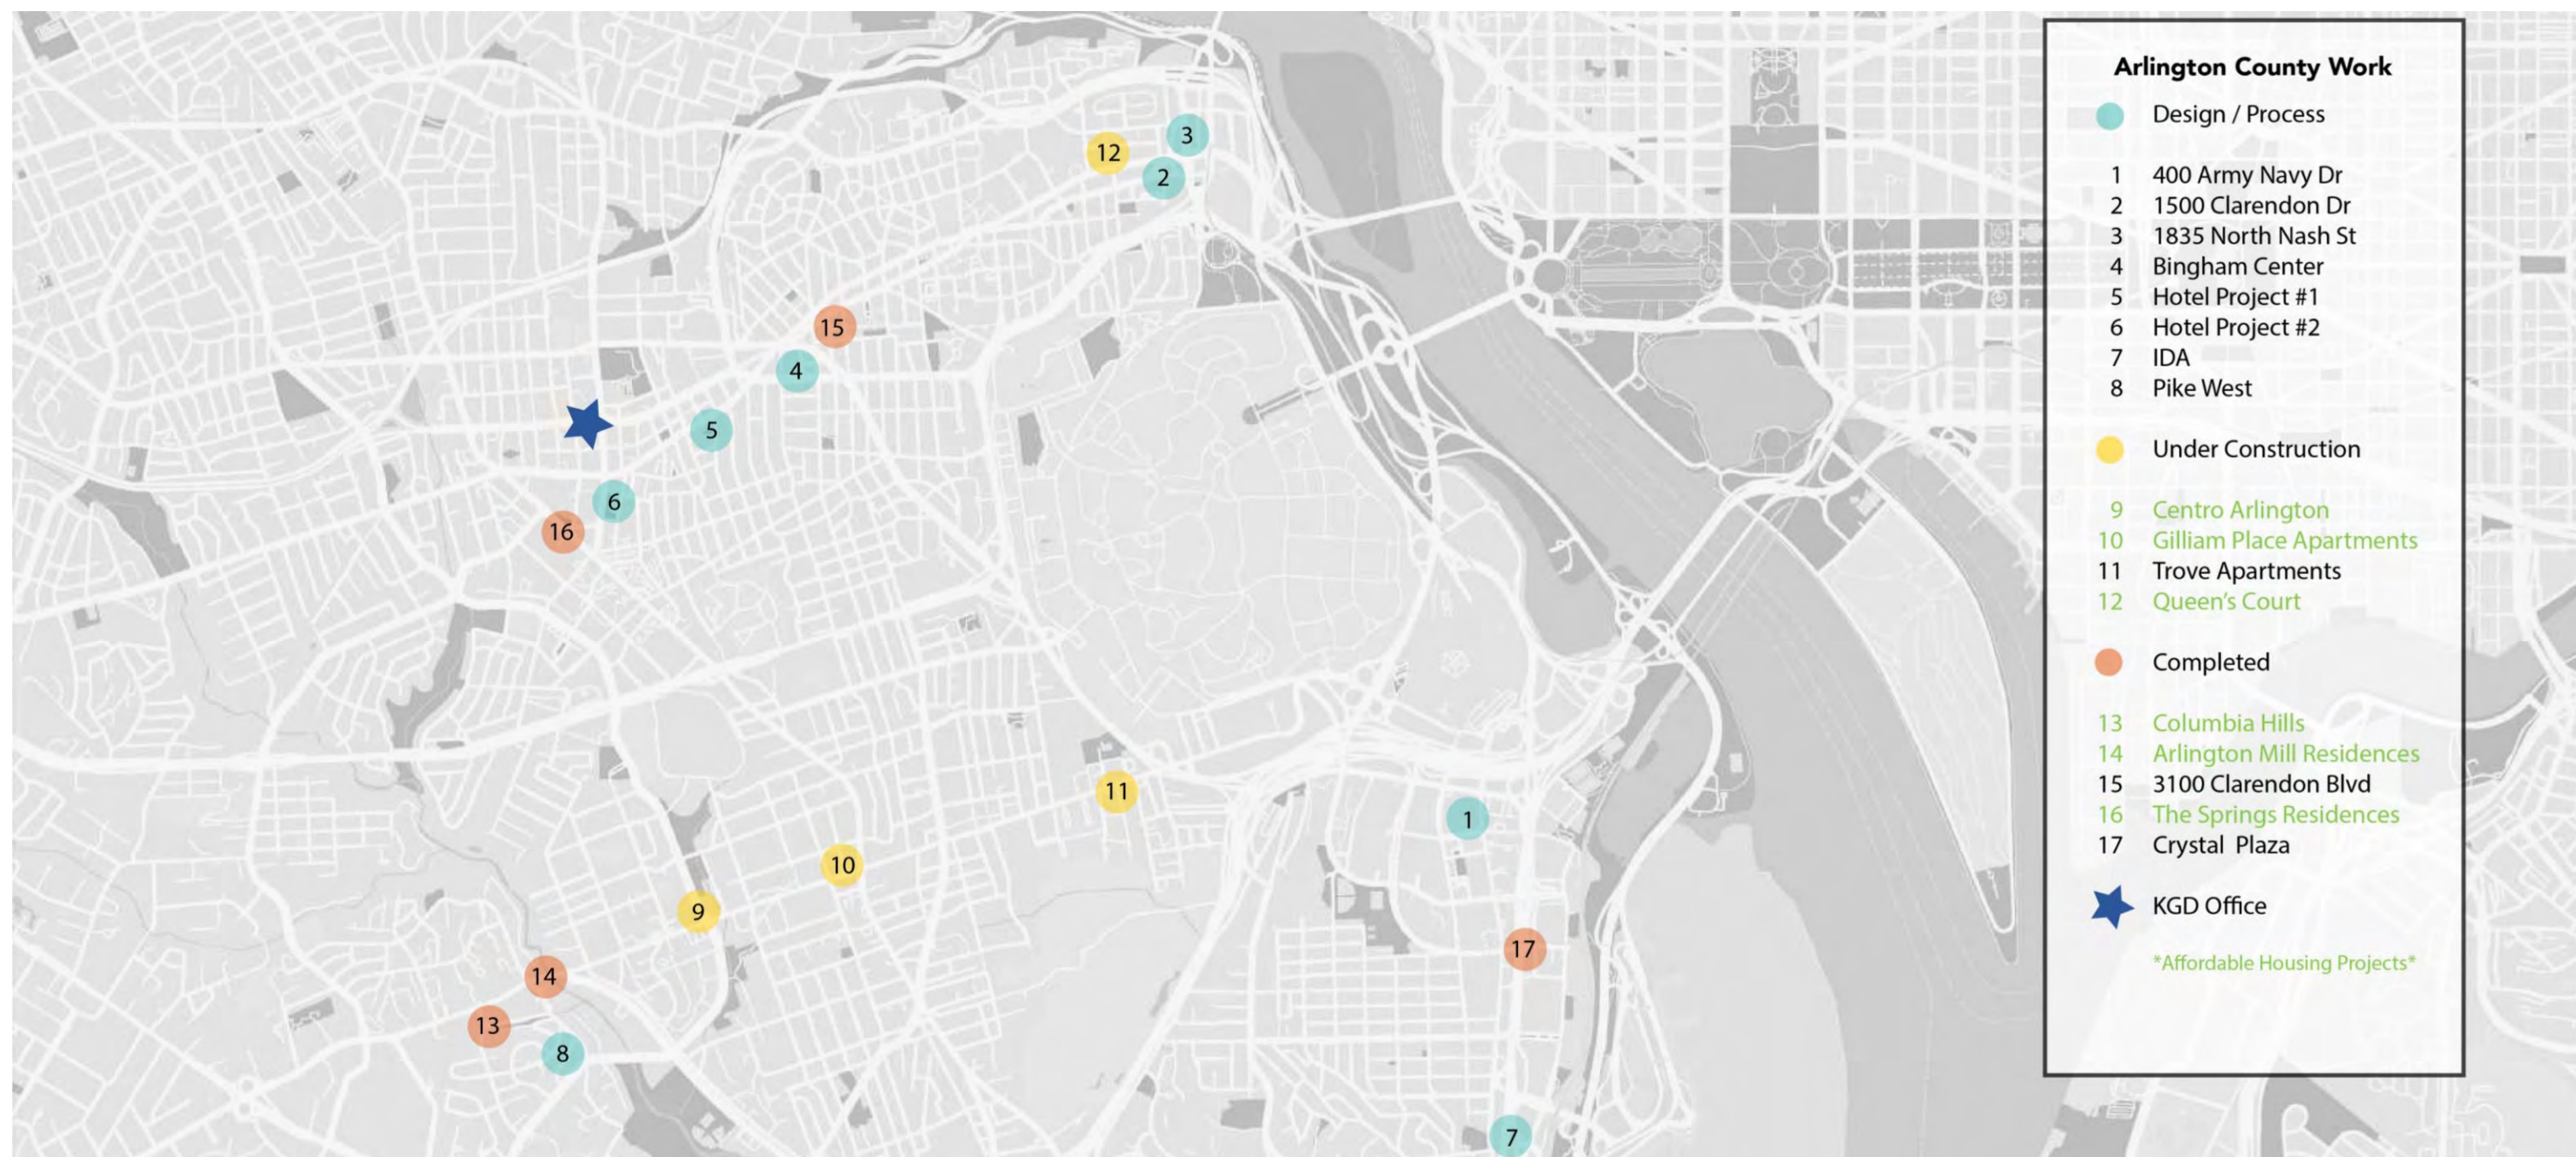 Arlington County Work
Design / Process
1 400 Army Navy Dr
2 1500 Clarendon Dr
3 1835 North Nash St
4 Bingham Center
5 Hotel Project #1
6 Hotel Project #2
7 IDA
8 Pike West
Under Construction
9 Centro Arlington
10 Gilliam Place Apartments
11 Trove Apartments
12 Queen’s Court
Completed
13 Columbia Hills
14 Arlington Mill Residences
15 3100 Clarendon Blvd
16 The Springs Residences
17 Crystal Plaza
KGD Office
*Affordable Housing Projects*
3
12
2
15
4
5
6
16
11
1
10
9
17
14
13
8
7